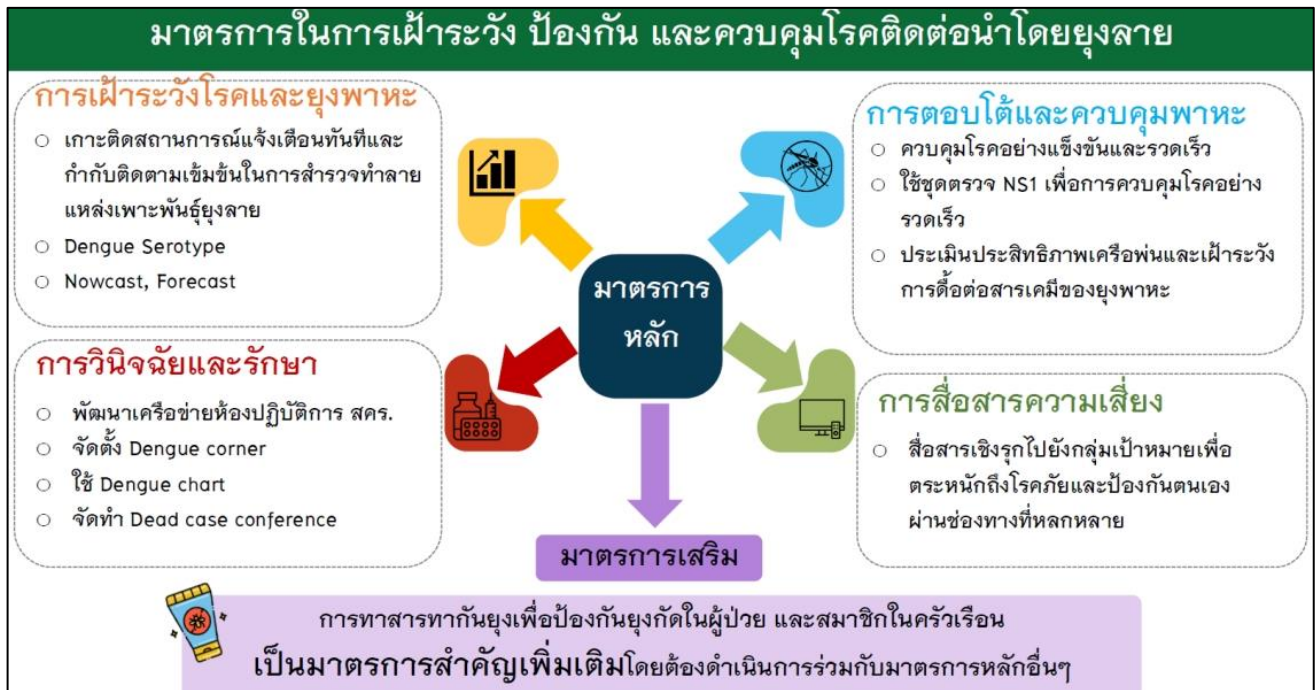 มาตรการในการเฝ้าระวัง ป้องกัน และควบคุมโรคติดต่อนำโดยยุงลาย
การเฝ้าระวังโรคและยุงพาหะ
○ เกาะติดสถานการณ์แจ้งเตือนทันทีและ
กำกับติดตามเข้มข้นในการสำรวจทำลาย
แหล่งเพาะพันธุ์ยุงลาย
○ Dengue Serotype
○ Nowcast, Forecast
การตอบโต้และควบคุมพาหะ
○ ควบคุมโรคอย่างแข็งขันและรวดเร็ว
○ ใช้ชุดตรวจ NS1 เพื่อการควบคุมโรคอย่าง
รวดเร็ว
○ ประเมินประสิทธิภาพเครื่อพ่นและเฝ้าระวัง
การดื้อต่อสารเคมีของยุงพาหะ
มาตรการ
หลัก
การวินิจฉัยและรักษา
○ พัฒนาเครือข่ายห้องปฏิบัติการ สคร.
○ จัดตั้ง Dengue corner
○ ใช้ Dengue chart
○ จัดทำ Dead case conference
การสื่อสารความเสี่ยง
○ สื่อสารเชิงรุกไปยังกลุ่มเป้าหมายเพื่อ
ตระหนักถึงโรคภัยและป้องกันตนเอง
ผ่านช่องทางที่หลกหลาย
มาตรการเสริม
การทาสารทากันยุงเพื่อป้องกันยุงกัดในผู้ป่วย และสมาชิกในครัวเรือน
เป็นมาตรการสำคัญเพิ่มเติมโดยต้องดำเนินการร่วมกับมาตรการหลักอื่นๆ